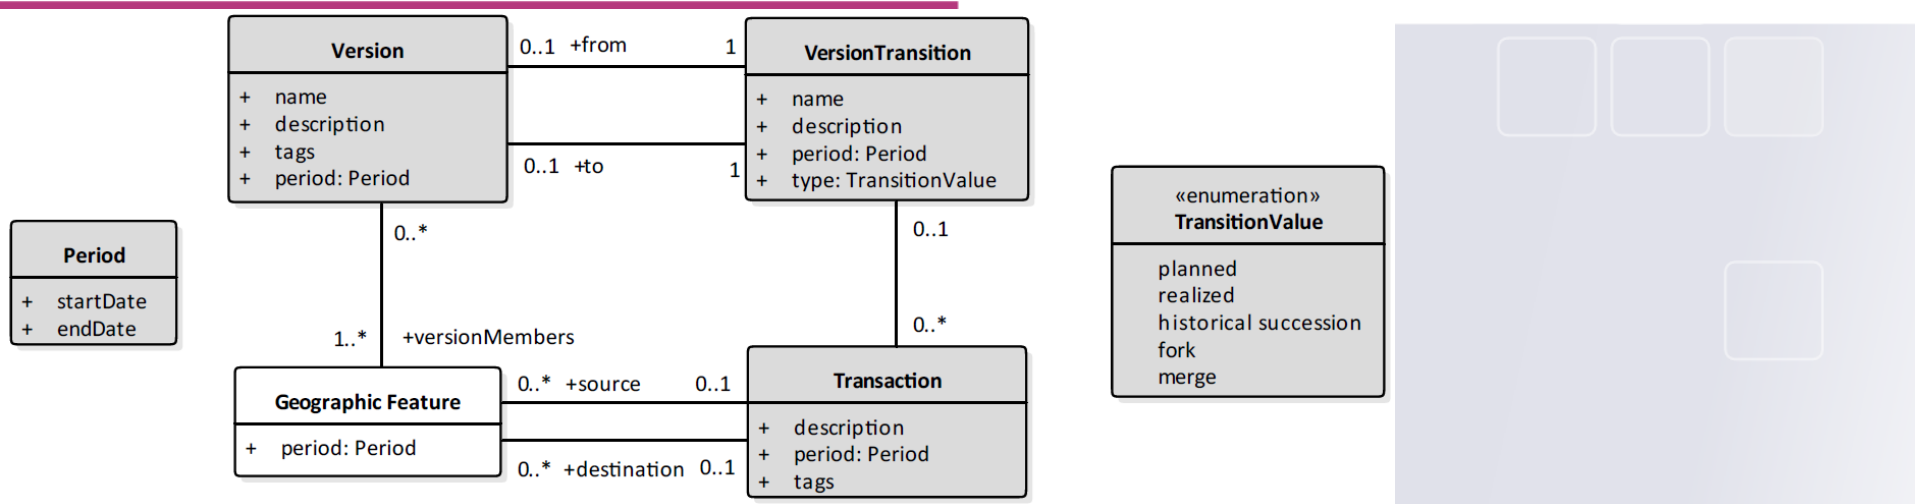 Version
+ name
+ description
+ tags
+ period: Period
0..1 +from 1
0..1 +to 1
VersionTransition
+ name
+ description
+ period: Period
+ type: TransitionValue
«enumeration»
TransitionValue
planned
realized
historical succession
fork
merge
Period
+ startDate
+ endDate
0..*
1..* +versionMembers
0..1
0..*
Geographic Feature
+ period: Period
0..* +source 0..1
0..* +destination 0..1
Transaction
+ description
+ period: Period
+ tags